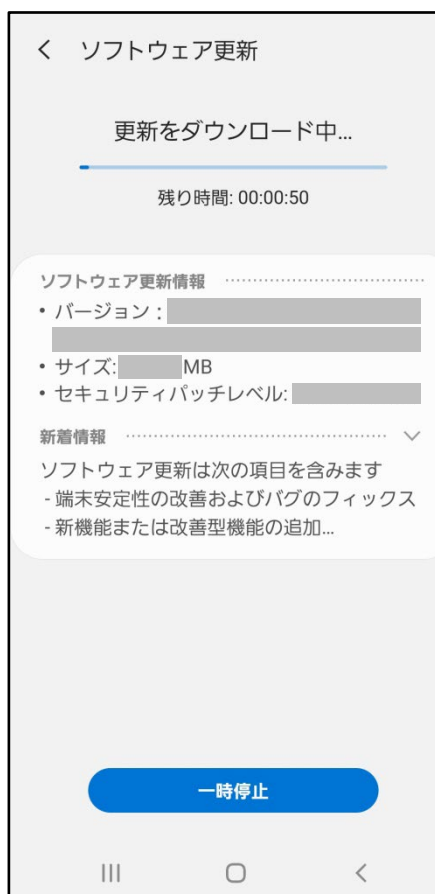 ソフトウェア更新
更新をダウンロード中...
残り時間: 00:00:50
ソフトウェア更新情報
• バージョン :
• サイズ: MB
• セキュリティパッチレベル:
新着情報
ソフトウェア更新は次の項目を含みます
- 端末安定性の改善およびバグのフィックス
- 新機能または改善型機能の追加...
一時停止